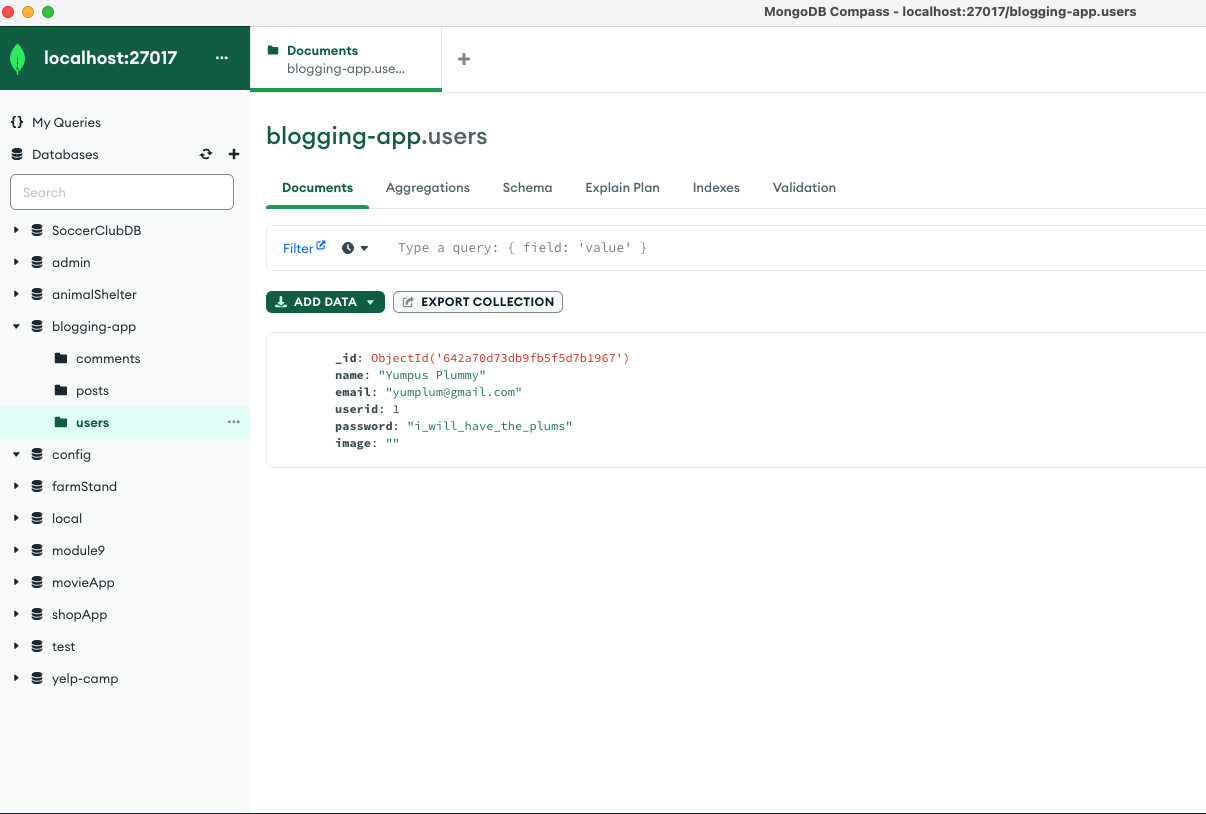 MongoDB Compass - localhost:27017/blogging-app.users
localhost:27017
...
Documents
blogging-app.use...
+
{} My Queries
Databases
Search
SoccerClubDB
admin
animalShelter
blogging-app
comments
posts
users
...
config
farmStand
local
module9
movieApp
shopApp
test
yelp-camp
blogging-app.users
Documents Aggregations Schema Explain Plan Indexes Validation
Filter Type a query: { field: 'value' }
ADD DATA EXPORT COLLECTION
_id: ObjectId('642a70d73db9fb5f5d7b1967')
name: "Yumpus Plummy"
email: "yumplum@gmail.com"
userid: 1
password: "i_will_have_the_plums"
image: ""